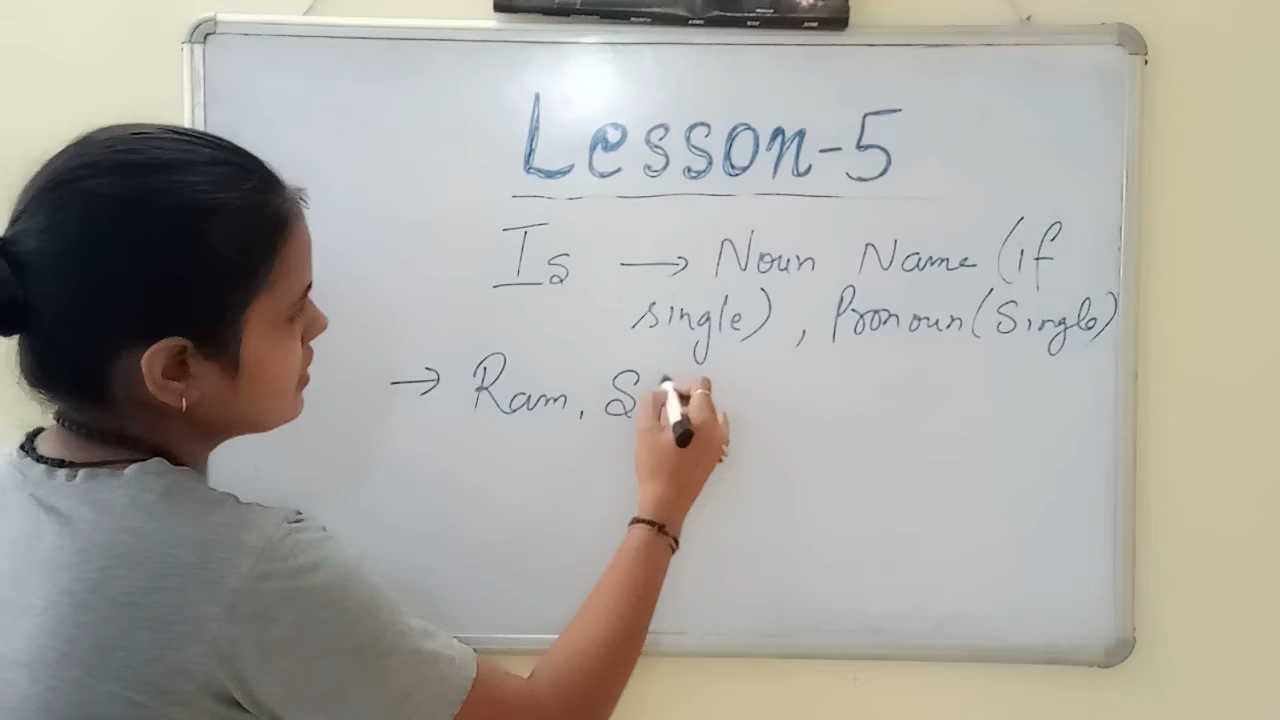 Lesson-5
Is → Noun Name (if
single) , Pronoun (Single)
→ Ram, S